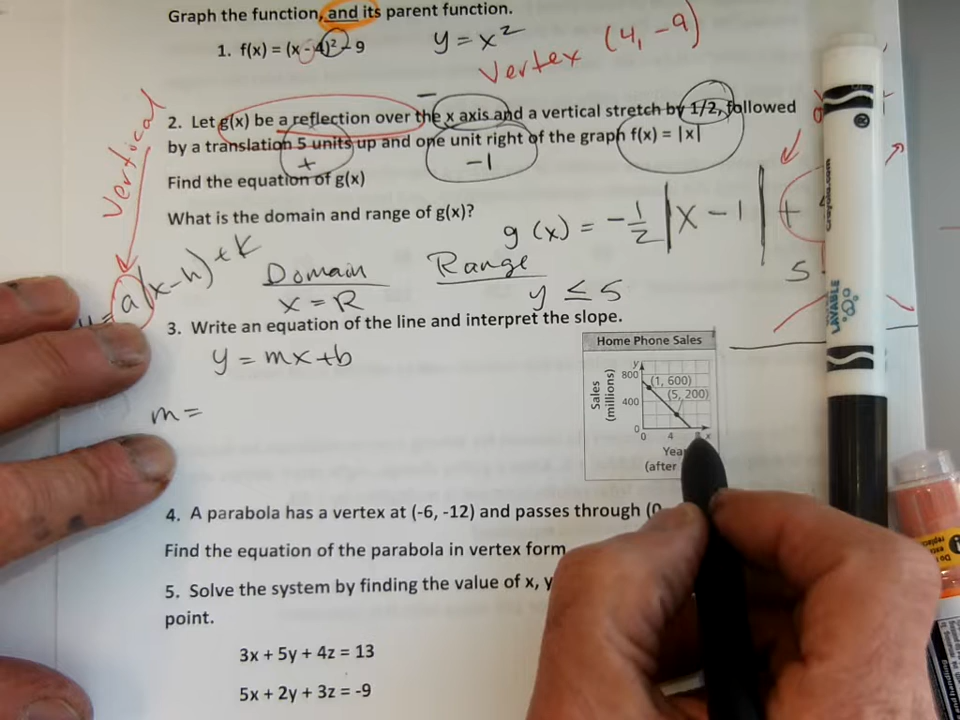 Graph the function, and its parent function.
1. f(x) = (x - 4)² - 9
y = x²
Vertex (4, -9)
Vertical
2. Let g(x) be a reflection over the x axis and a vertical stretch by 1/2, followed
by a translation 5 units up and one unit right of the graph f(x) = |x|
+
-1
Find the equation of g(x)
What is the domain and range of g(x)?
g(x) = -1/2 |x - 1| +
5
a(x-h) + K
Domain
Range
x = R
y ≤ 5
3. Write an equation of the line and interpret the slope.
y = mx+b
m =
Home Phone Sales
Sales
(millions)
y
800
400
0
(1, 600)
(5, 200)
0 4 8 x
(after
4. A parabola has a vertex at (-6, -12) and passes through (0
Find the equation of the parabola in vertex form
5. Solve the system by finding the value of x, y
point.
3x + 5y + 4z = 13
5x + 2y + 3z = -9
Crayola.com